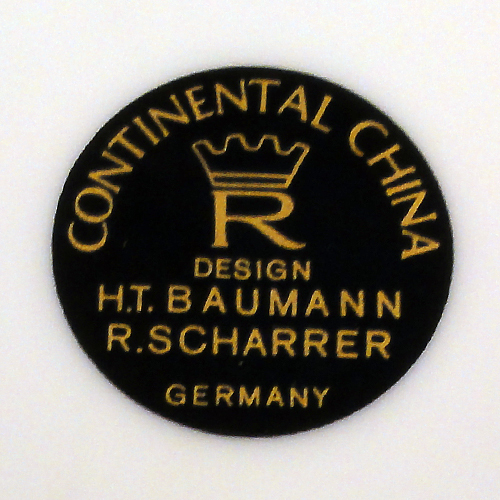 CONTINENTAL CHINA
R
DESIGN
H.T. BAUMANN
R.SCHARRER
GERMANY